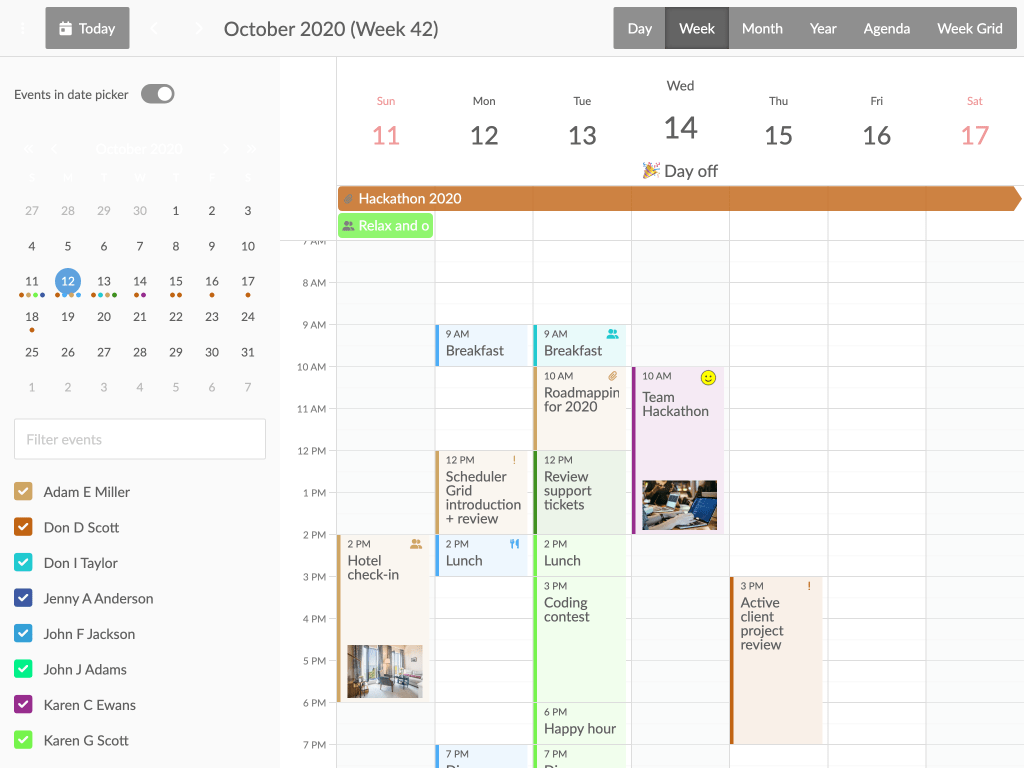 Today
October 2020 (Week 42)
Day
Week
Month
Year
Agenda
Week Grid
Events in date picker
« October 2020 »
S M T W T F S
27 28 29 30 1 2 3
4 5 6 7 8 9 10
11 12 13 14 15 16 17
18 19 20 21 22 23 24
25 26 27 28 29 30 31
1 2 3 4 5 6 7
Filter events
Adam E Miller
Don D Scott
Don I Taylor
Jenny A Anderson
John F Jackson
John J Adams
Karen C Ewans
Karen G Scott
Sun
11
Mon
12
Tue
13
Wed
14
Day off
Thu
15
Fri
16
Sat
17
Hackathon 2020
Relax and o
7 AM
8 AM
9 AM
10 AM
11 AM
12 PM
1 PM
2 PM
3 PM
4 PM
5 PM
6 PM
7 PM
2 PM
Hotel
check-in
9 AM
Breakfast
12 PM
Scheduler
Grid
introduction
+ review
2 PM
Lunch
7 PM
9 AM
Breakfast
10 AM
Roadmappin
for 2020
12 PM
Review
support
tickets
2 PM
Lunch
3 PM
Coding
contest
6 PM
Happy hour
7 PM
10 AM
Team
Hackathon
3 PM
Active
client
project
review